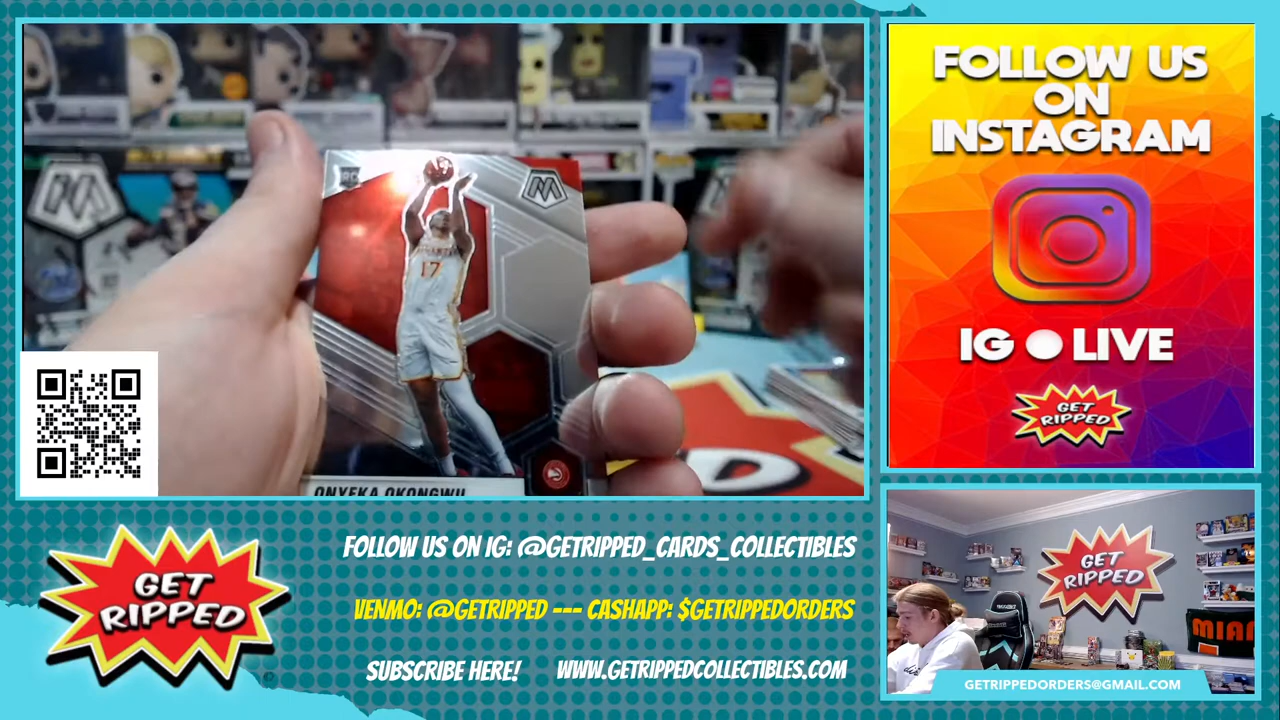 RC
17
ONYEKA OKONGWU
FOLLOW US
ON
INSTAGRAM
IG LIVE
GET
RIPPED
GET
RIPPED
GET
RIPPED
FOLLOW US ON IG: @GETRIPPED_CARDS_COLLECTIBLES
VENMO: @GETRIPPED --- CASHAPP: $GETRIPPEDORDERS
SUBSCRIBE HERE!
WWW.GETRIPPEDCOLLECTIBLES.COM
GETRIPPEDORDERS@GMAIL.COM